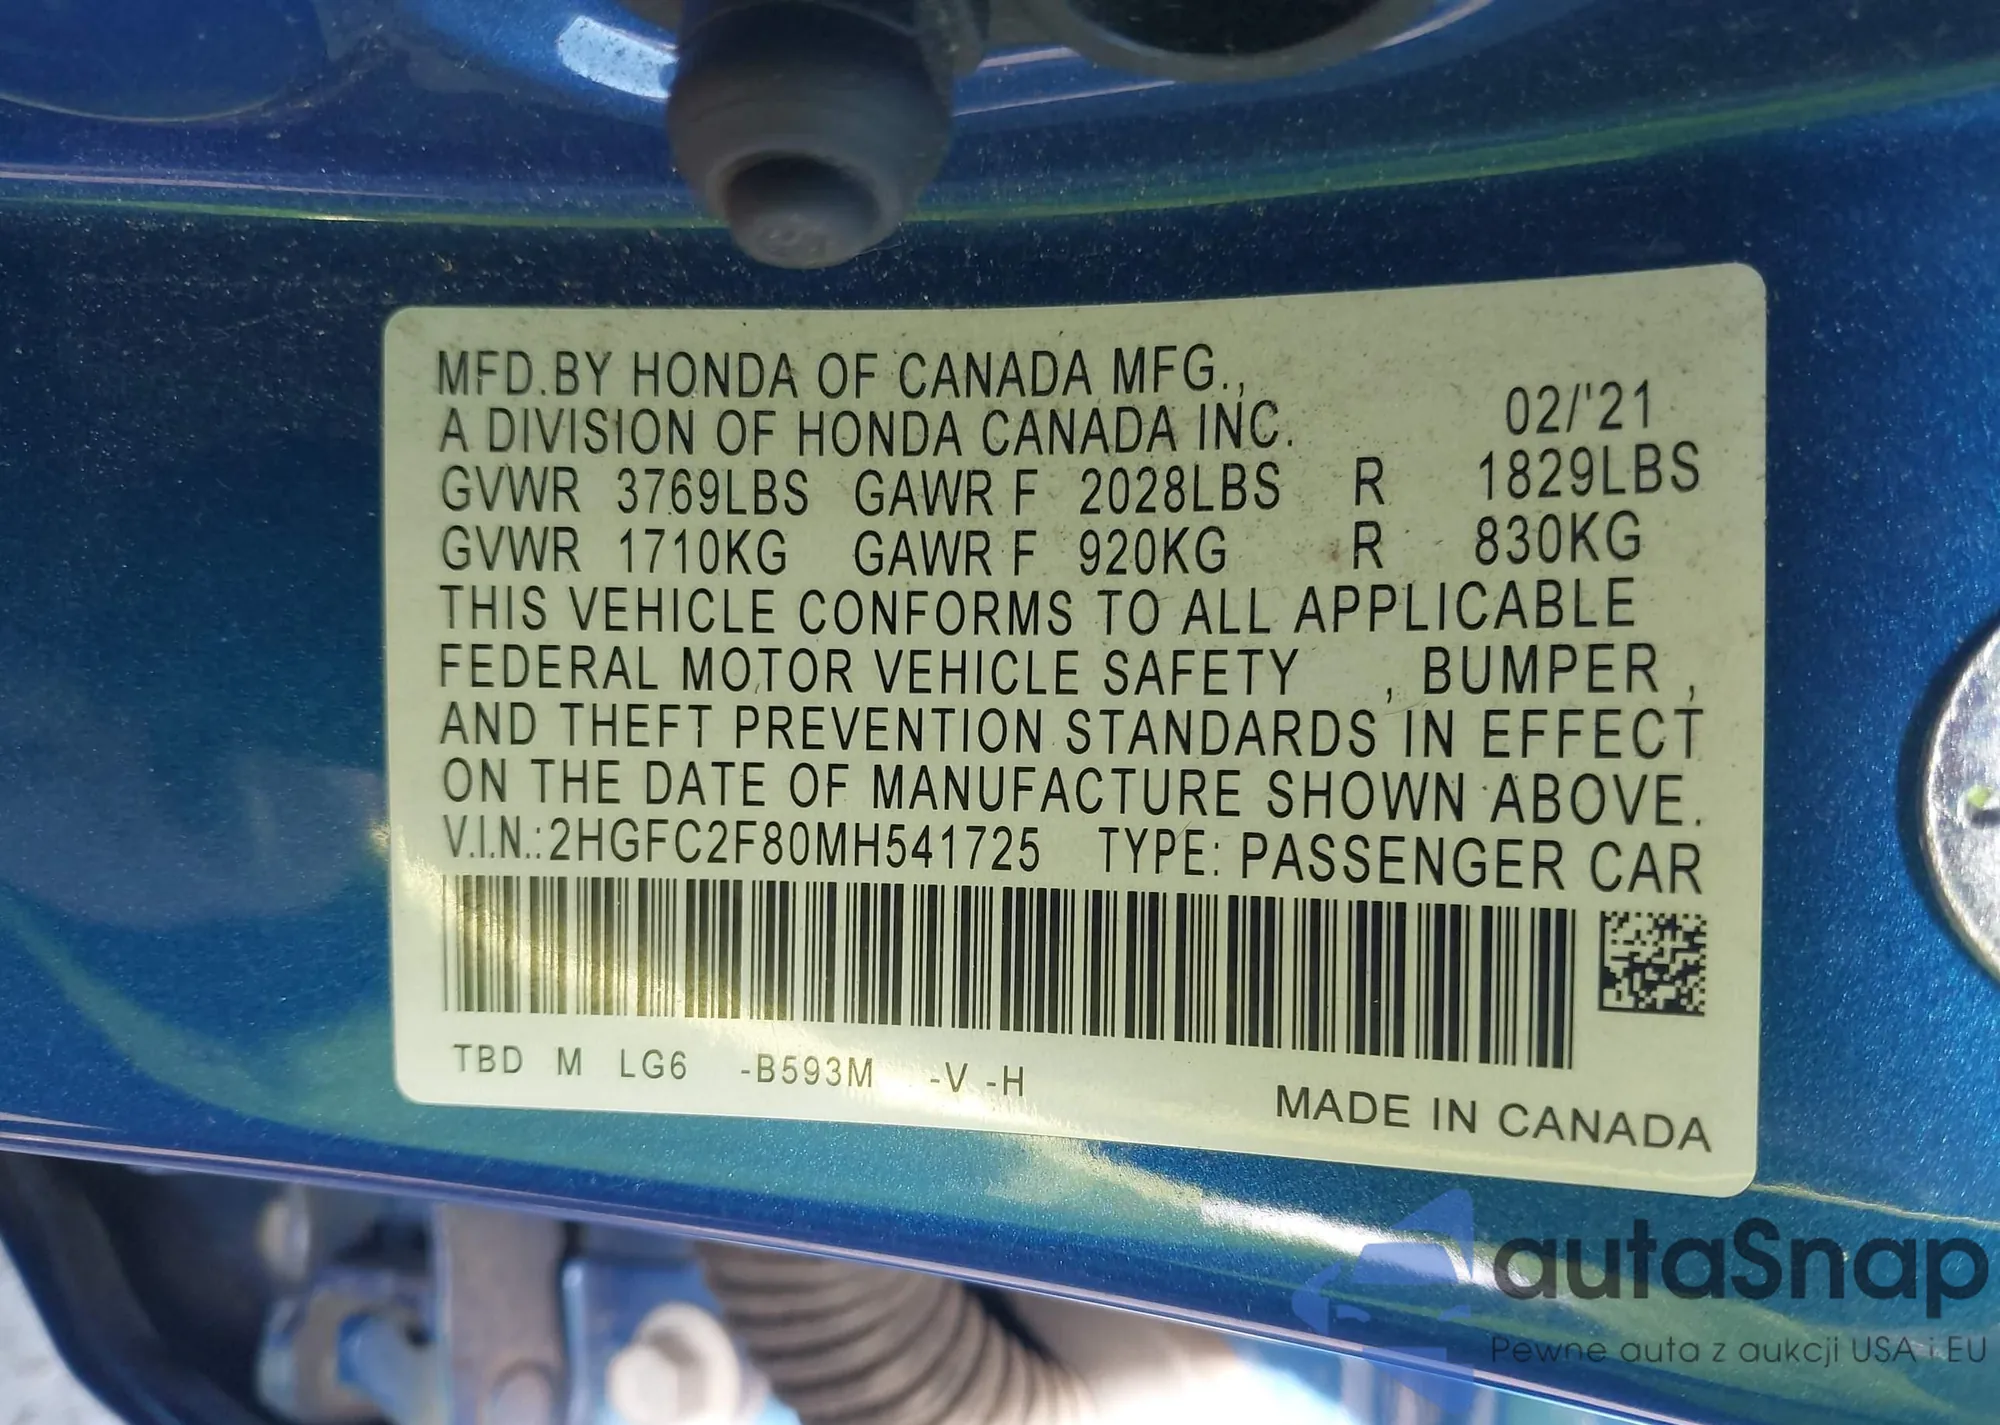 MFD.BY HONDA OF CANADA MFG.,
A DIVISION OF HONDA CANADA INC. 02/'21
GVWR 3769LBS GAWR F 2028LBS R 1829LBS
GVWR 1710KG GAWR F 920KG R 830KG
THIS VEHICLE CONFORMS TO ALL APPLICABLE
FEDERAL MOTOR VEHICLE SAFETY , BUMPER ,
AND THEFT PREVENTION STANDARDS IN EFFECT
ON THE DATE OF MANUFACTURE SHOWN ABOVE.
V.I.N.:2HGFC2F80MH541725 TYPE: PASSENGER CAR
TBD M LG6 -B593M -V -H
MADE IN CANADA
autaSnap
Pewne auta z aukcji USA i EU